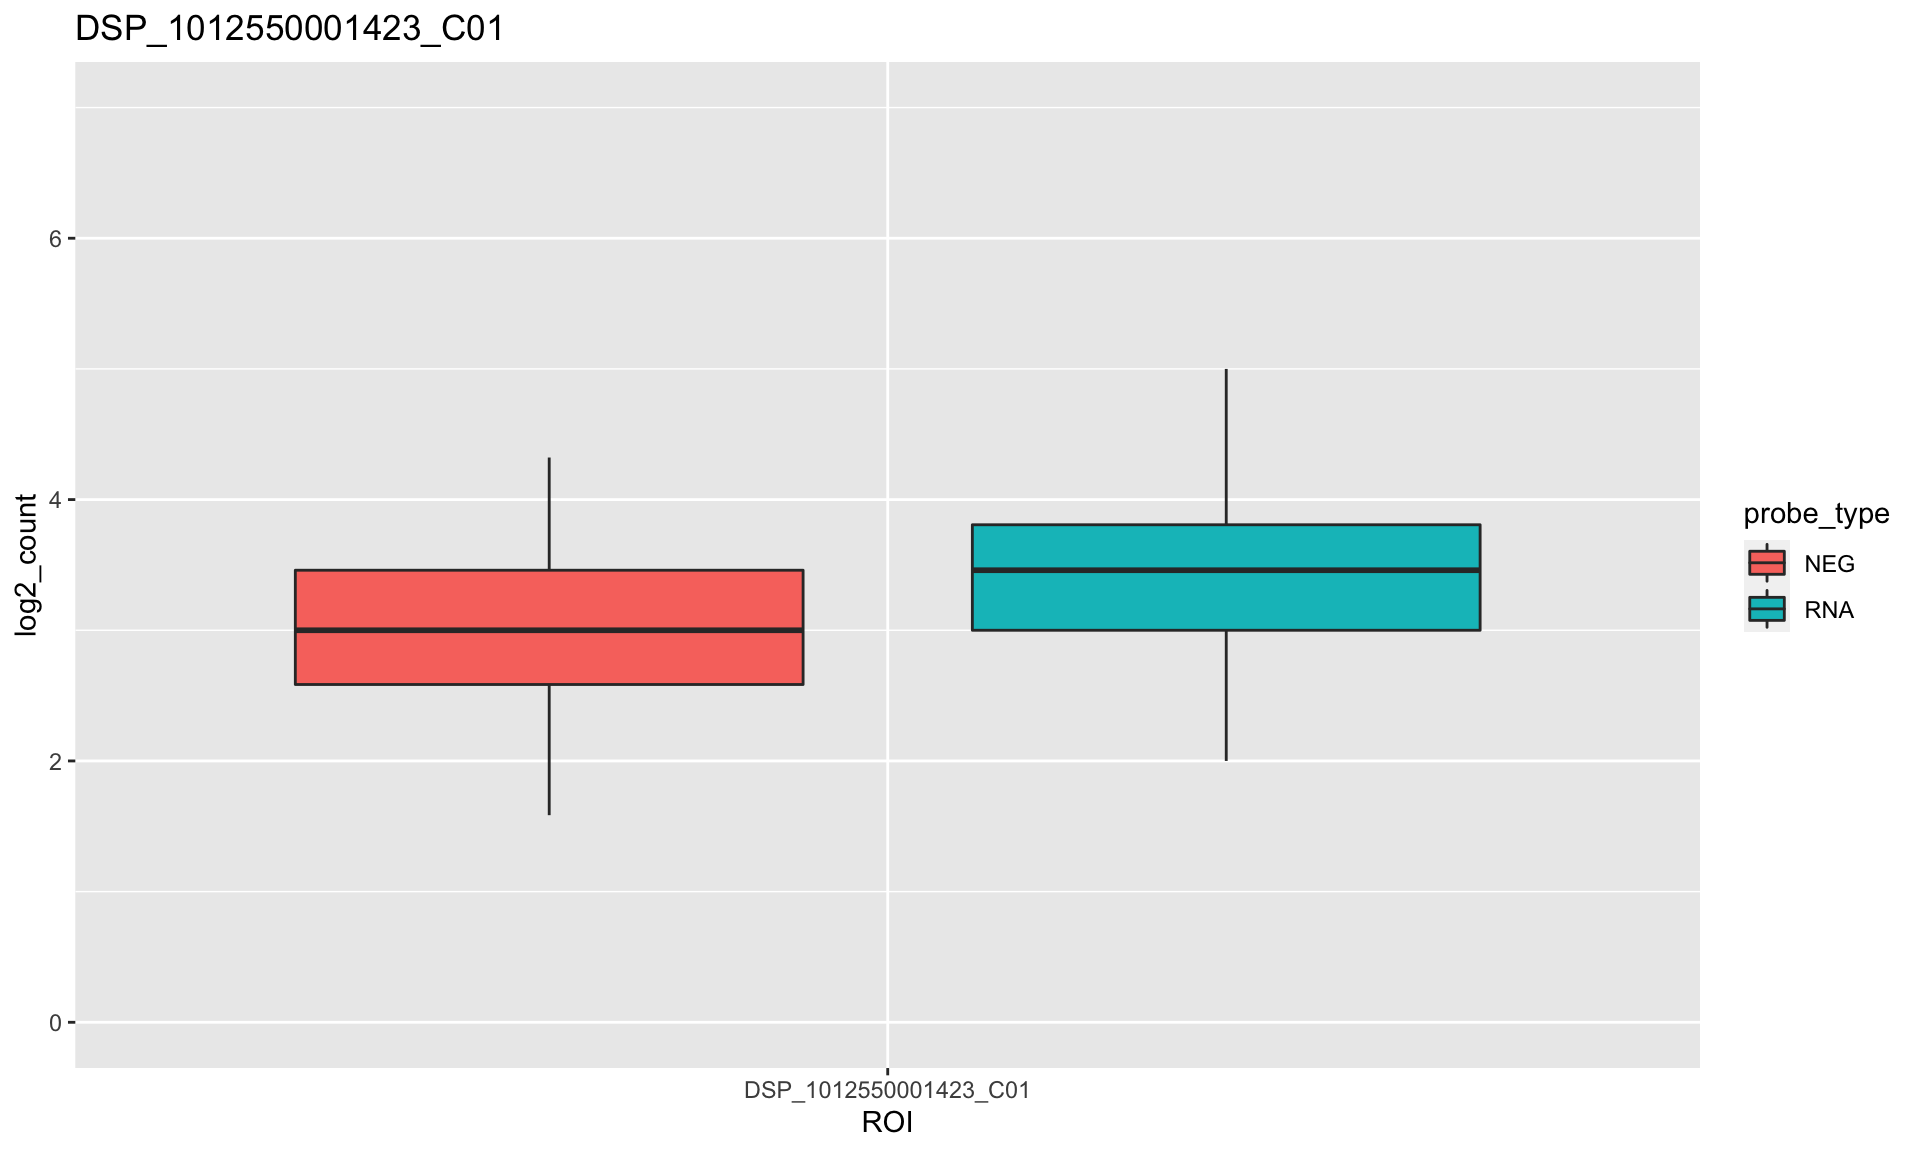 DSP_1012550001423_C01
log2_count
6
4
2
0
DSP_1012550001423_C01
ROI
probe_type
NEG
RNA